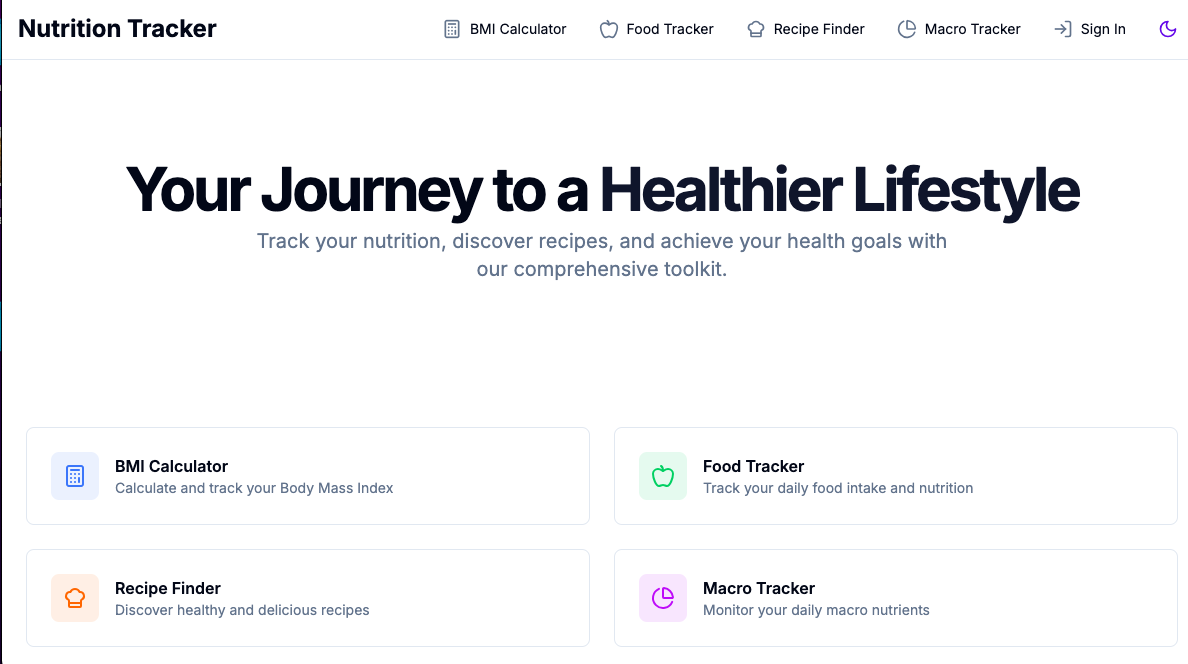 Nutrition Tracker
BMI Calculator
Food Tracker
Recipe Finder
Macro Tracker
Sign In
Your Journey to a Healthier Lifestyle
Track your nutrition, discover recipes, and achieve your health goals with
our comprehensive toolkit.
BMI Calculator
Calculate and track your Body Mass Index
Food Tracker
Track your daily food intake and nutrition
Recipe Finder
Discover healthy and delicious recipes
Macro Tracker
Monitor your daily macro nutrients